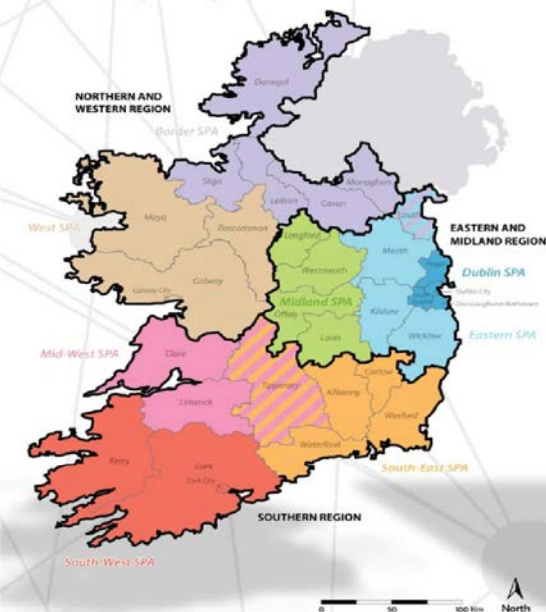 Donegal
NORTHERN AND
WESTERN REGION
Border SPA
Sligo
Leitrim
Cavan
Monaghan
Louth
West SPA
Mayo
Roscommon
Galway
Galway City
Longford
Westmeath
Meath
EASTERN AND
MIDLAND REGION
Dublin SPA
Dublin City
Dún Laoghaire-Rathdown
Midland SPA
Offaly
Laois
Kildare
Wicklow
Eastern SPA
Mid-West SPA
Clare
Limerick
Tipperary
Kilkenny
Carlow
Wexford
Waterford
South-East SPA
Kerry
Cork
Cork City
SOUTHERN REGION
South-West SPA
0 50 100 Km
North